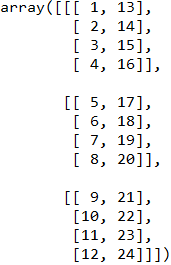 array([[[ 1, 13],
[ 2, 14],
[ 3, 15],
[ 4, 16]],
[[ 5, 17],
[ 6, 18],
[ 7, 19],
[ 8, 20]],
[[ 9, 21],
[10, 22],
[11, 23],
[12, 24]]])